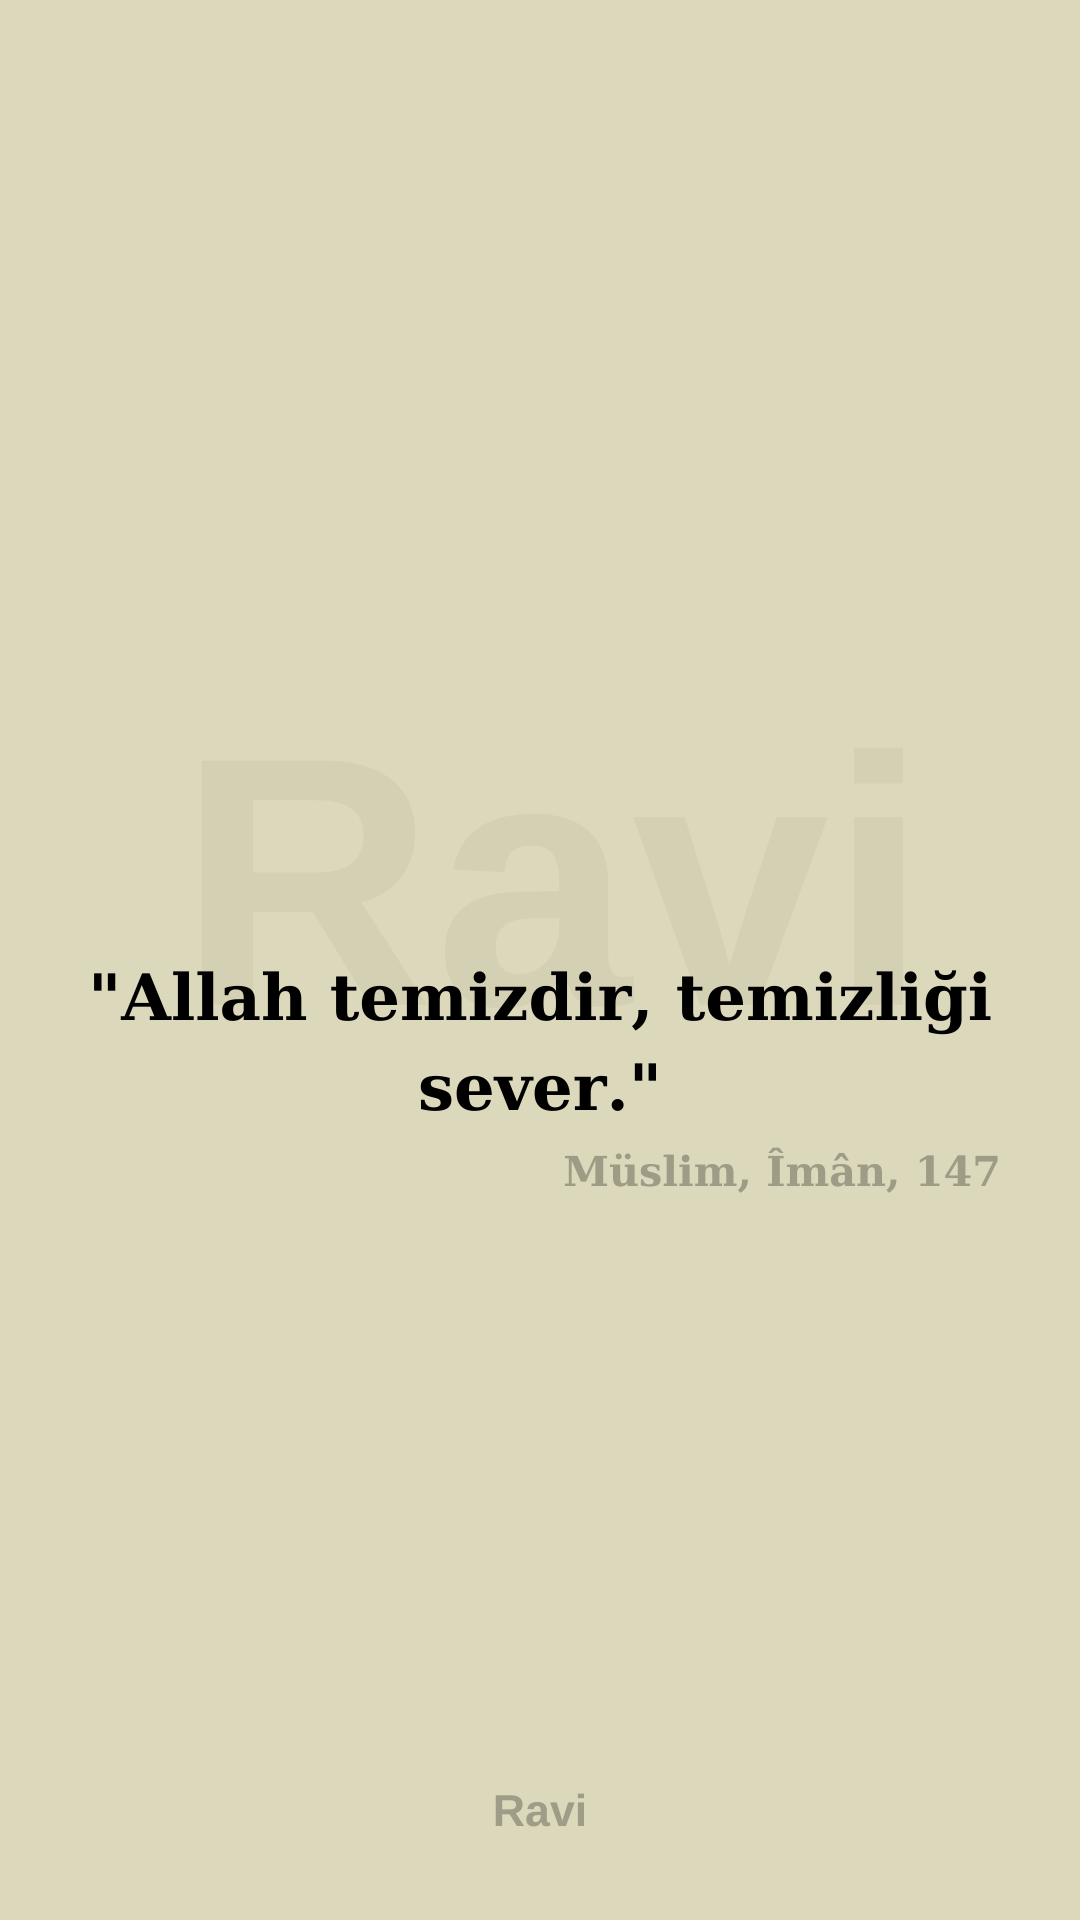 Ravi
"Allah temizdir, temizliği
sever."
Müslim, Îmân, 147
Ravi